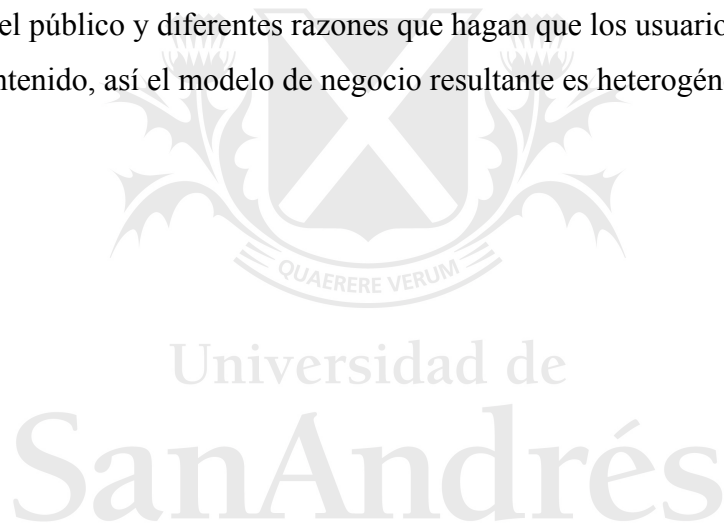 el público y diferentes razones que hagan que los usuario
ntenido, así el modelo de negocio resultante es heterogén
QUAERERE VERUM
Universidad de
SanAndrés